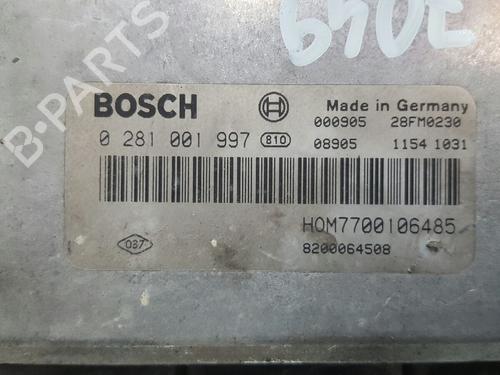 B-PARTS
BOSCH
Made in Germany
0 281 001 997 810
000905 28FM0230
08905 1154 1031
HOM7700106485
037
8200064508